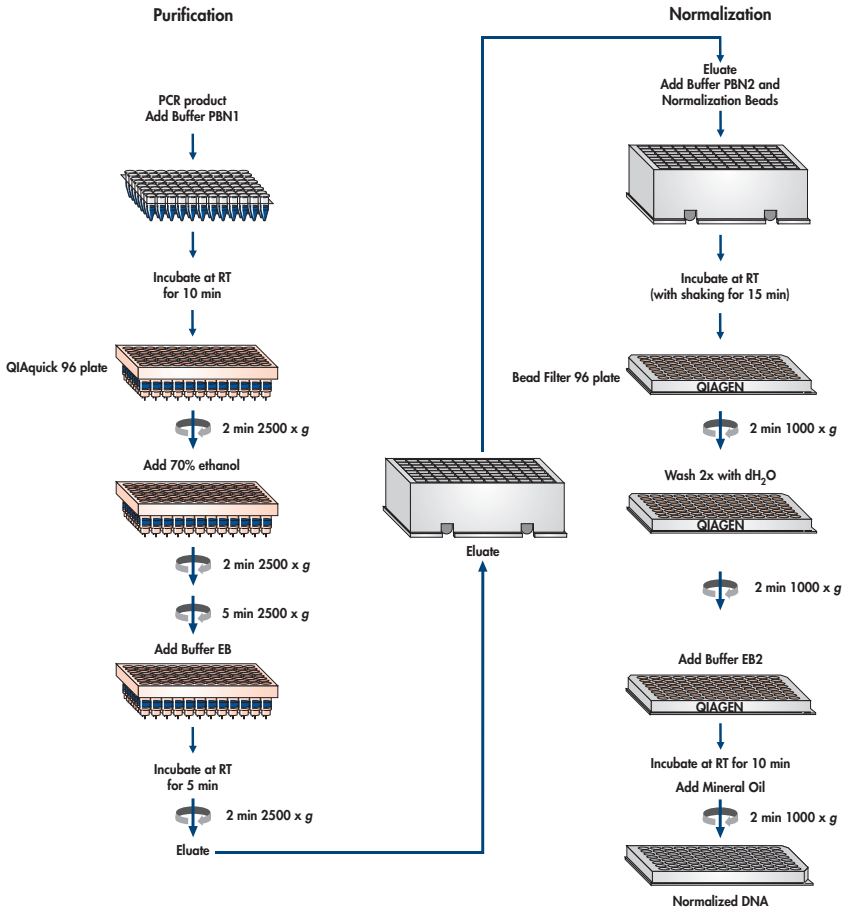 Purification
PCR product
Add Buffer PBN1
Incubate at RT
for 10 min
QIAquick 96 plate
2 min 2500 x g
Add 70% ethanol
2 min 2500 x g
5 min 2500 x g
Add Buffer EB
Incubate at RT
for 5 min
2 min 2500 x g
Eluate
Eluate
Normalization
Eluate
Add Buffer PBN2 and
Normalization Beads
Incubate at RT
(with shaking for 15 min)
Bead Filter 96 plate
QIAGEN
2 min 1000 x g
Wash 2x with dH₂O
QIAGEN
2 min 1000 x g
Add Buffer EB2
QIAGEN
Incubate at RT for 10 min
Add Mineral Oil
2 min 1000 x g
Normalized DNA